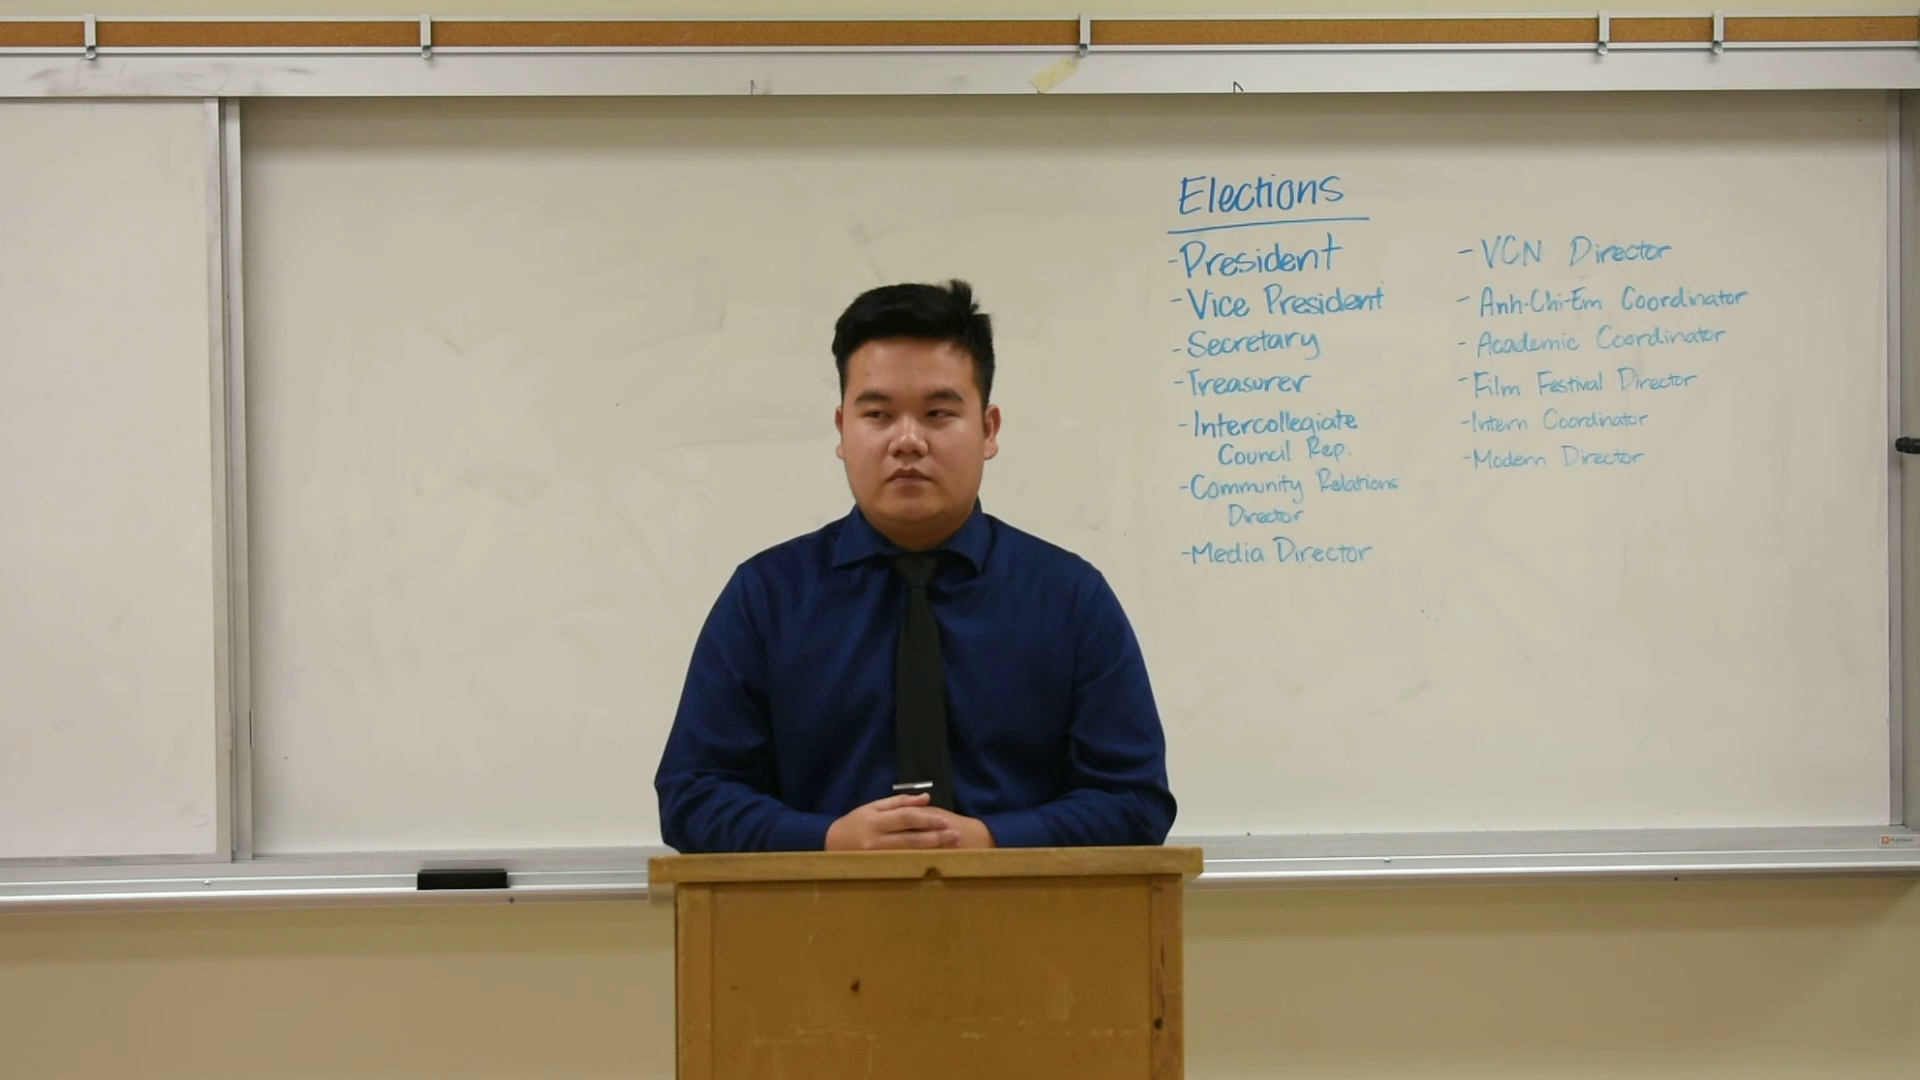 Elections
-President
-Vice President
-Secretary
-Treasurer
-Intercollegiate
Council Rep.
-Community Relations
Director
-Media Director
-VCN Director
-Anh-Chi-Em Coordinator
-Academic Coordinator
-Film Festival Director
-Intern Coordinator
-Modern Director